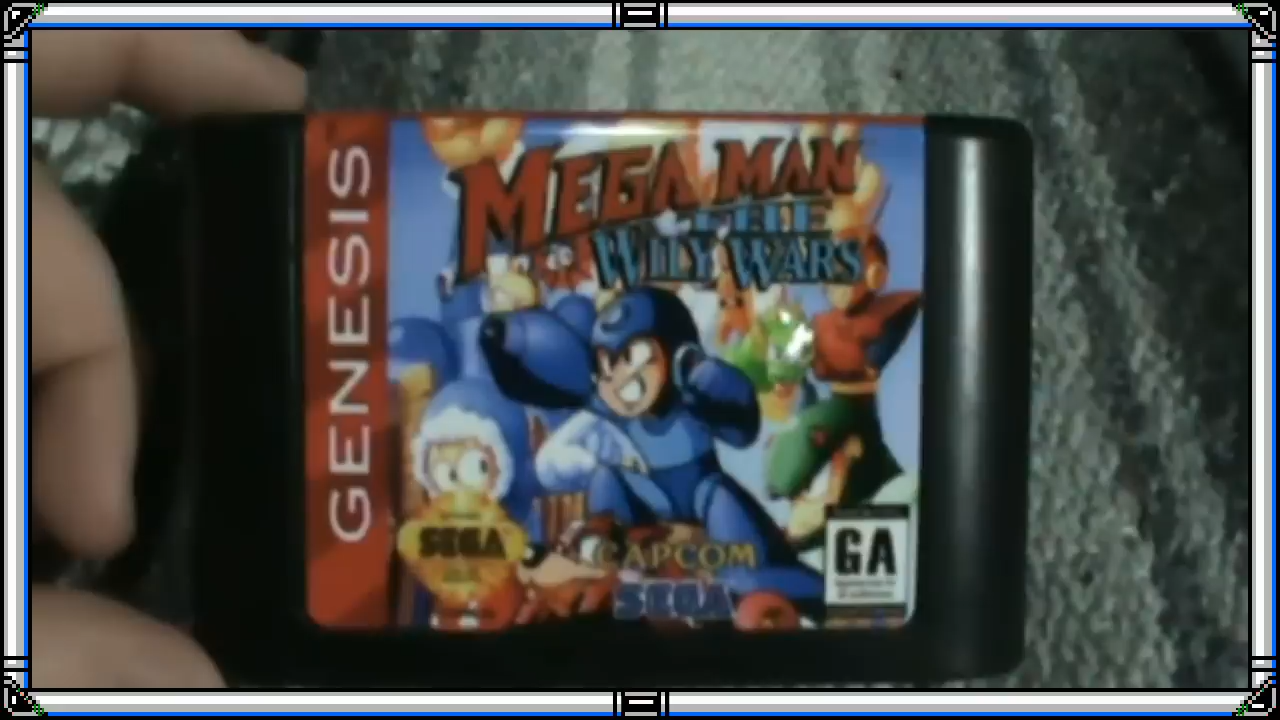 GENESIS
MEGA MAN
THE
WILY WARS
SEGA
CAPCOM
SEGA
GA